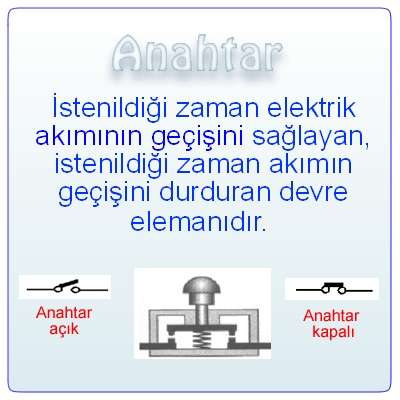 Anahtar
İstenildiği zaman elektrik
akımının geçişini sağlayan,
istenildiği zaman akımın
geçişini durduran devre
elemanıdır.
Anahtar
açık
Anahtar
kapalı